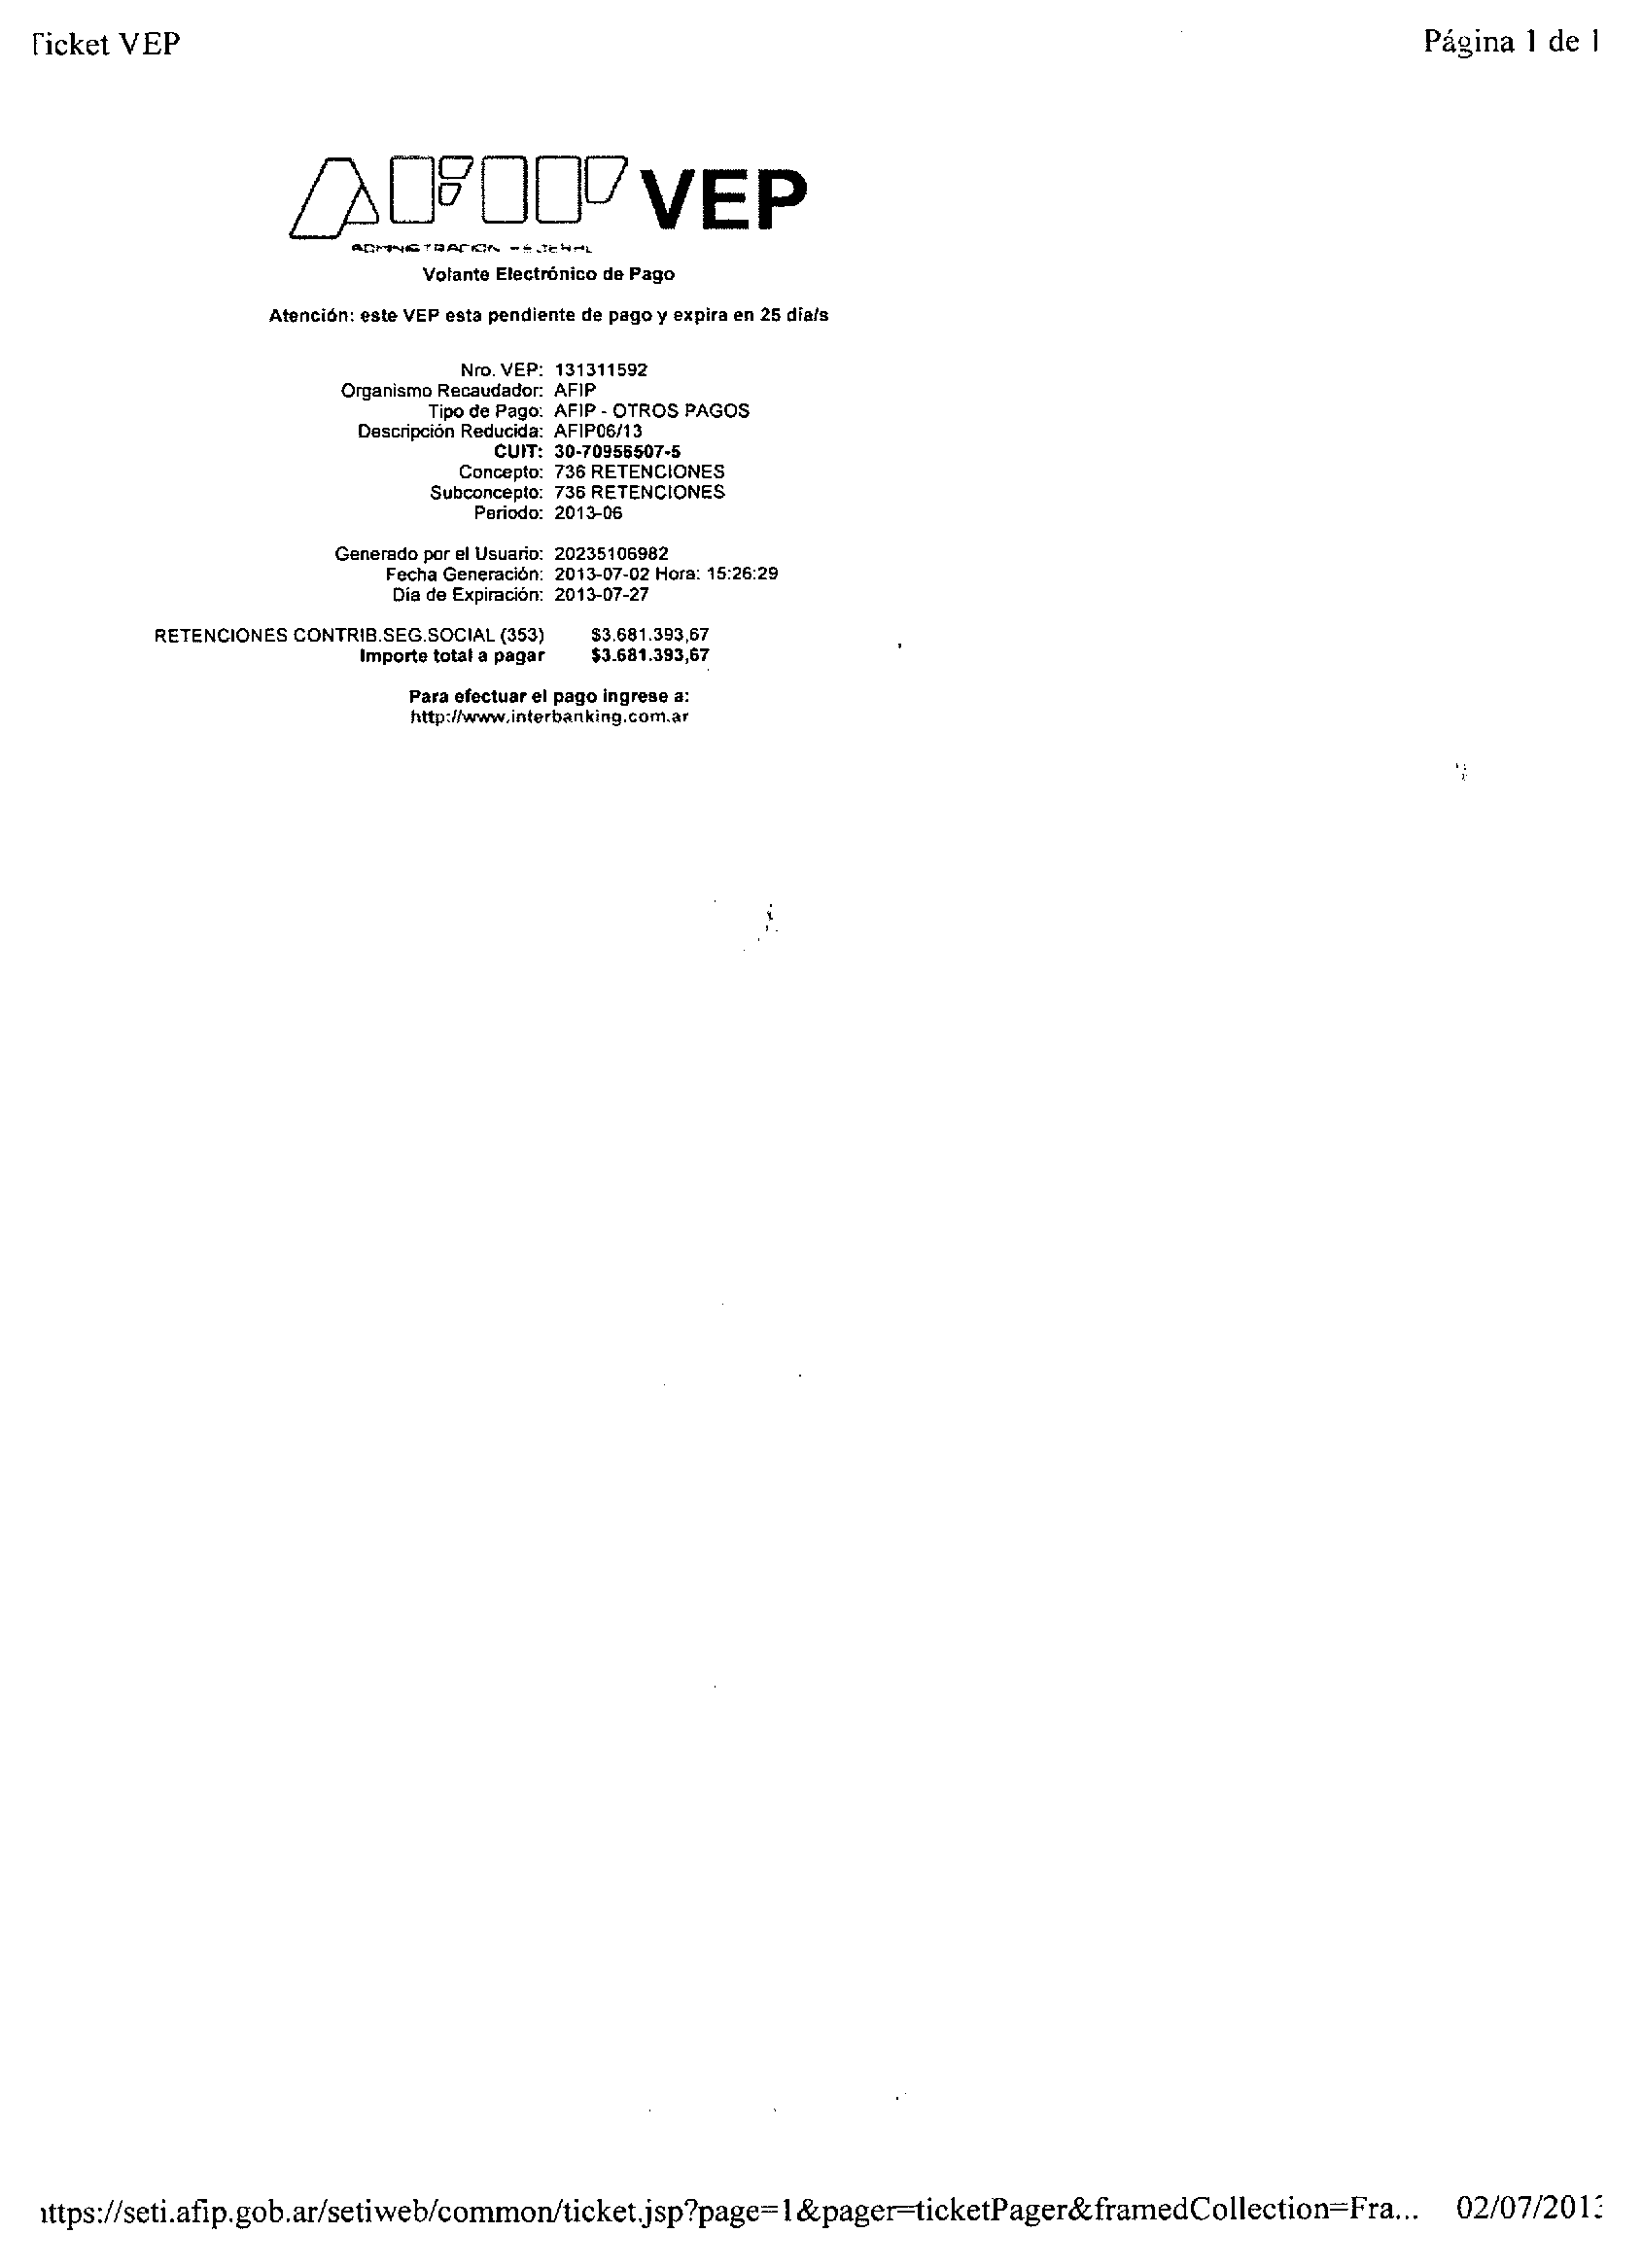 Ticket VEP
Página 1 de 1
AFIP VEP
ADMINISTRACION FEDERAL
Volante Electrónico de Pago
Atención: este VEP esta pendiente de pago y expira en 25 día/s
Nro. VEP: 131311592
Organismo Recaudador: AFIP
Tipo de Pago: AFIP - OTROS PAGOS
Descripción Reducida: AFIP06/13
CUIT: 30-70956507-5
Concepto: 736 RETENCIONES
Subconcepto: 736 RETENCIONES
Periodo: 2013-06
Generado por el Usuario: 20235106982
Fecha Generación: 2013-07-02 Hora: 15:26:29
Día de Expiración: 2013-07-27
RETENCIONES CONTRIB.SEG.SOCIAL (353) $3.681.393,67
Importe total a pagar $3.681.393,67
Para efectuar el pago ingrese a:
http://www.interbanking.com.ar
https://seti.afip.gob.ar/setiweb/common/ticket.jsp?page=1&pager=ticketPager&framedCollection=Fra... 02/07/2013